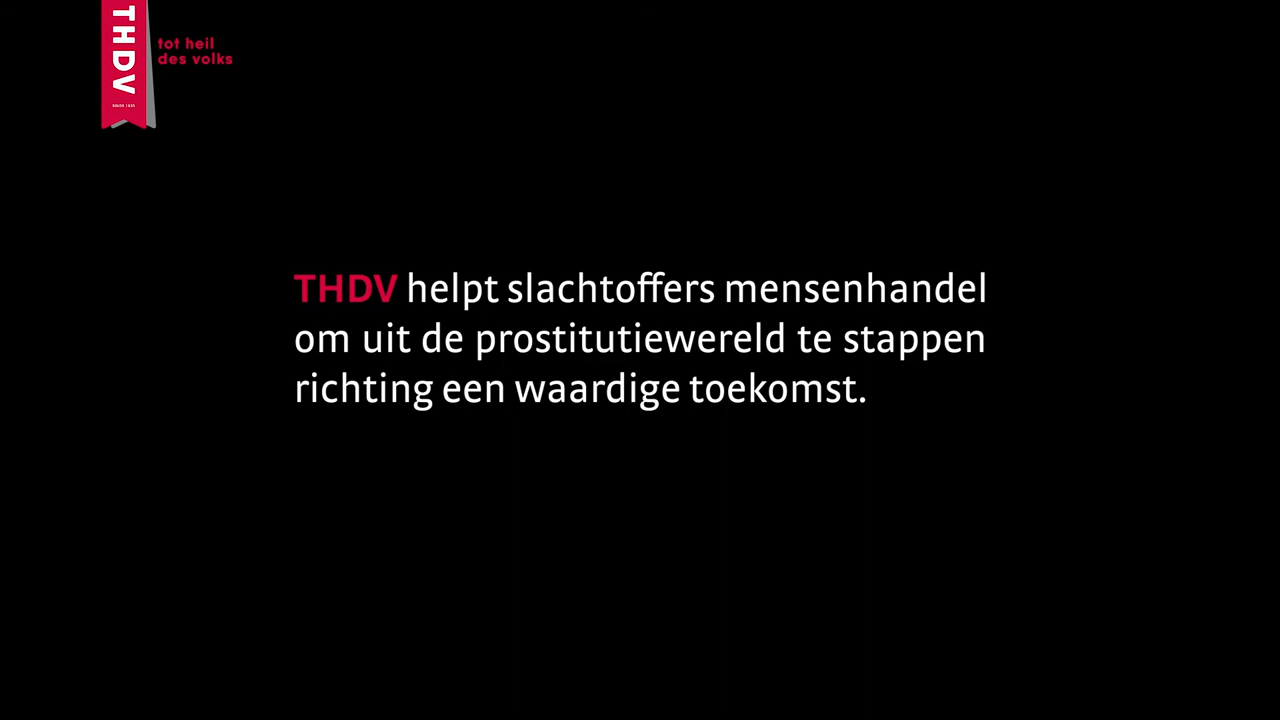 THDV
SINDS 1855
tot heil
des volks
THDV helpt slachtoffers mensenhandel
om uit de prostitutiewereld te stappen
richting een waardige toekomst.